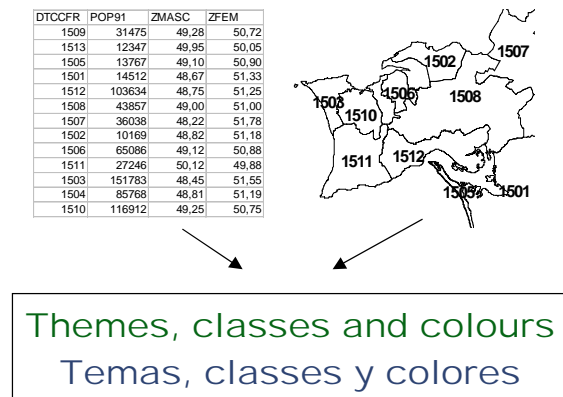 DTCCFR POP91 ZMASC ZFEM
1509 31475 49,28 50,72
1513 12347 49,95 50,05
1505 13767 49,10 50,90
1501 14512 48,67 51,33
1512 103634 48,75 51,25
1508 43857 49,00 51,00
1507 36038 48,22 51,78
1502 10169 48,82 51,18
1506 65086 49,12 50,88
1511 27246 50,12 49,88
1503 151783 48,45 51,55
1504 85768 48,81 51,19
1510 116912 49,25 50,75
1507
1502
1506
1508
1503
1510
1511
1512
1505
1501
Themes, classes and colours
Temas, classes y colores